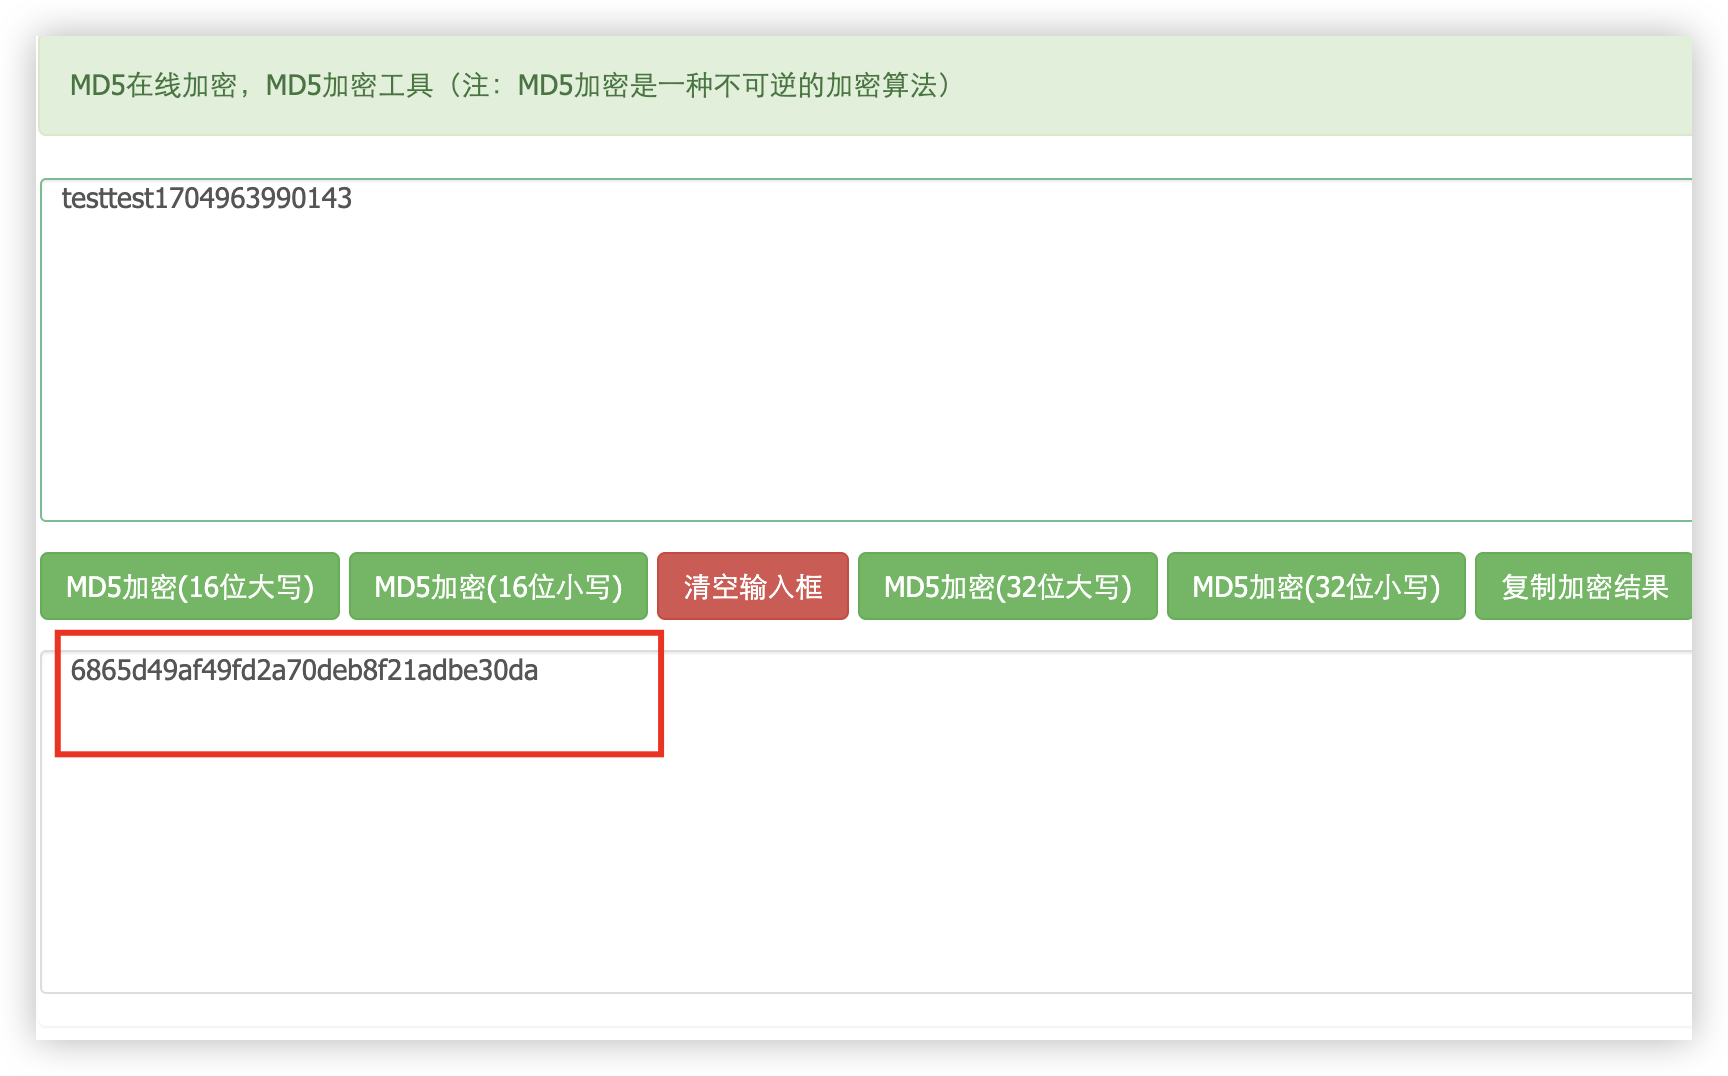 MD5在线加密，MD5加密工具（注：MD5加密是一种不可逆的加密算法）
testtest1704963990143
MD5加密(16位大写) MD5加密(16位小写) 清空输入框 MD5加密(32位大写) MD5加密(32位小写) 复制加密结果
6865d49af49fd2a70deb8f21adbe30da